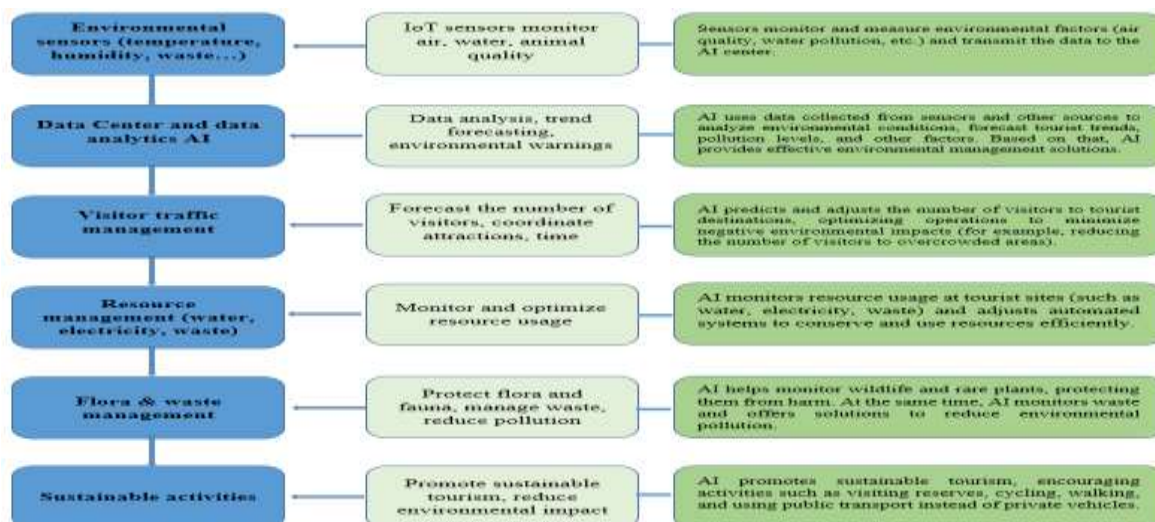 Environmental
sensors (temperature,
humidity, waste...)
IoT sensors monitor
air, water, animal
quality
Sensors monitor and measure environmental factors (air
quality, water pollution, etc.) and transmit the data to the
AI center.
Data Center and data
analytics AI
Data analysis, trend
forecasting,
environmental warnings
AI uses data collected from sensors and other sources to
analyze environmental conditions, forecast tourist trends,
pollution levels, and other factors. Based on that, AI
provides effective environmental management solutions.
Visitor traffic
management
Forecast the number of
visitors, coordinate
attractions, time
AI predicts and adjusts the number of visitors to tourist
destinations, optimizing operations to minimize
negative environmental impacts (for example, reducing
the number of visitors to overcrowded areas).
Resource
management (water,
electricity, waste)
Monitor and optimize
resource usage
AI monitors resource usage at tourist sites (such as
water, electricity, waste) and adjusts automated
systems to conserve and use resources efficiently.
Flora & waste
management
Protect flora and
fauna, manage waste,
reduce pollution
AI helps monitor wildlife and rare plants, protecting
them from harm. At the same time, AI monitors waste
and offers solutions to reduce environmental
pollution.
Sustainable activities
Promote sustainable
tourism, reduce
environmental impact
AI promotes sustainable tourism, encouraging
activities such as visiting reserves, cycling, walking,
and using public transport instead of private vehicles.